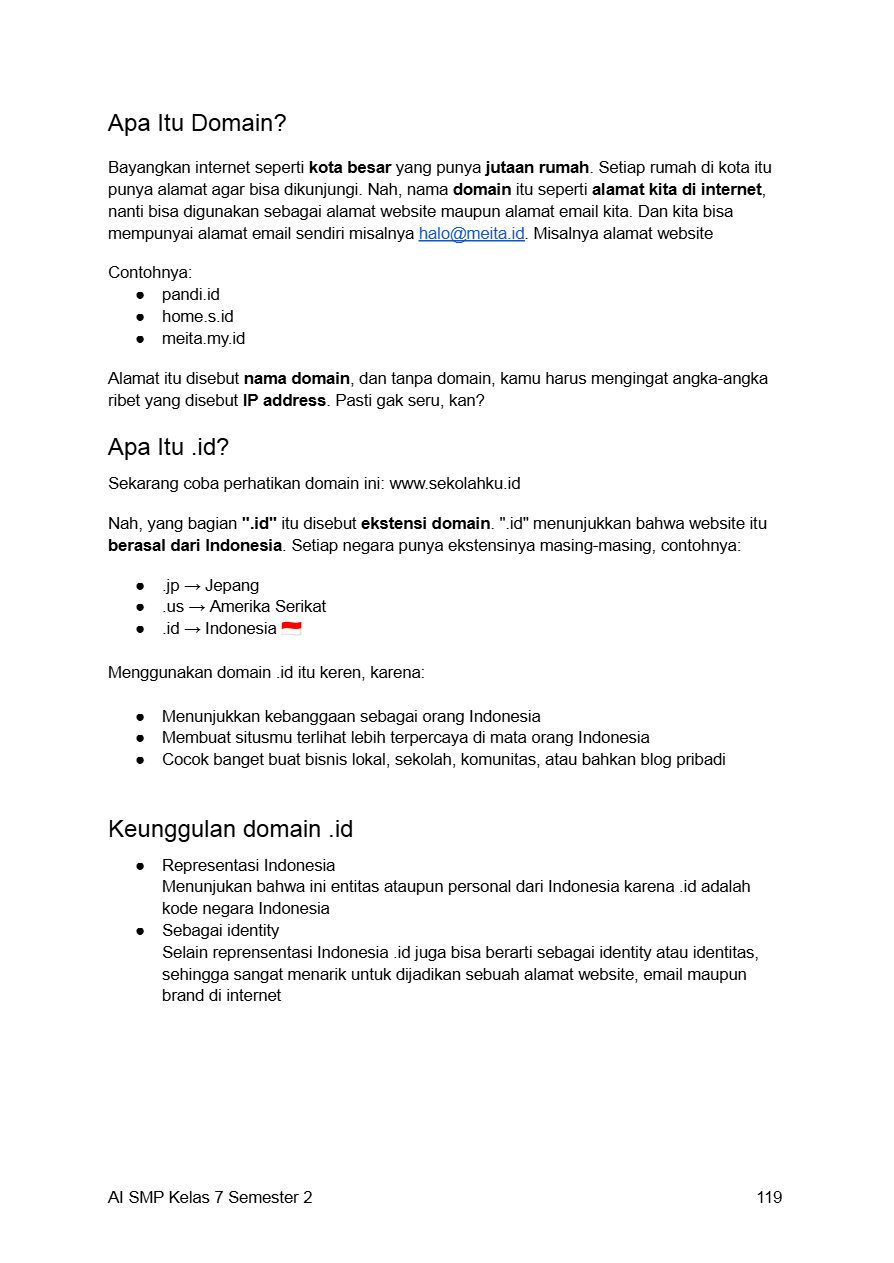 Apa Itu Domain?
Bayangkan internet seperti kota besar yang punya jutaan rumah. Setiap rumah di kota itu
punya alamat agar bisa dikunjungi. Nah, nama domain itu seperti alamat kita di internet,
nanti bisa digunakan sebagai alamat website maupun alamat email kita. Dan kita bisa
mempunyai alamat email sendiri misalnya halo@meita.id. Misalnya alamat website
Contohnya:
● pandi.id
● home.s.id
● meita.my.id
Alamat itu disebut nama domain, dan tanpa domain, kamu harus mengingat angka-angka
ribet yang disebut IP address. Pasti gak seru, kan?
Apa Itu .id?
Sekarang coba perhatikan domain ini: www.sekolahku.id
Nah, yang bagian ".id" itu disebut ekstensi domain. ".id" menunjukkan bahwa website itu
berasal dari Indonesia. Setiap negara punya ekstensinya masing-masing, contohnya:
● .jp → Jepang
● .us → Amerika Serikat
● .id → Indonesia 🇮🇩
Menggunakan domain .id itu keren, karena:
● Menunjukkan kebanggaan sebagai orang Indonesia
● Membuat situsmu terlihat lebih terpercaya di mata orang Indonesia
● Cocok banget buat bisnis lokal, sekolah, komunitas, atau bahkan blog pribadi
Keunggulan domain .id
● Representasi Indonesia
Menunjukan bahwa ini entitas ataupun personal dari Indonesia karena .id adalah
kode negara Indonesia
● Sebagai identity
Selain reprensentasi Indonesia .id juga bisa berarti sebagai identity atau identitas,
sehingga sangat menarik untuk dijadikan sebuah alamat website, email maupun
brand di internet
AI SMP Kelas 7 Semester 2 119